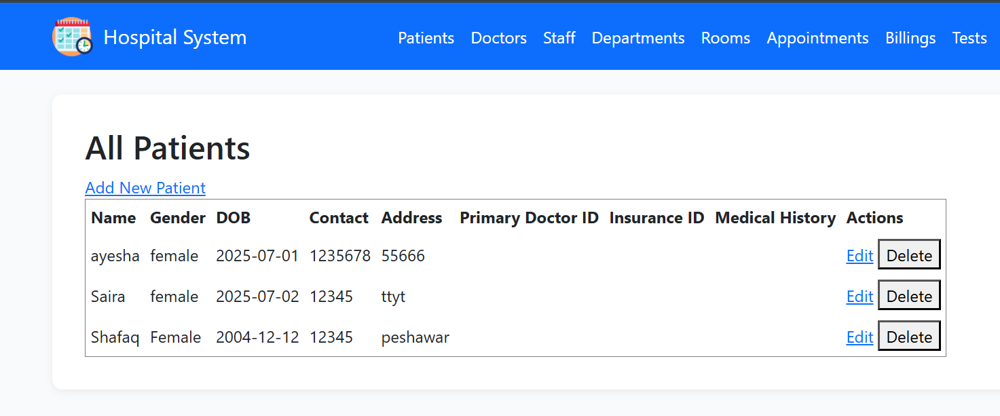 Hospital System Patients Doctors Staff Departments Rooms Appointments Billings Tests
All Patients
Add New Patient
Name Gender DOB Contact Address Primary Doctor ID Insurance ID Medical History Actions
ayesha female 2025-07-01 1235678 55666 Edit Delete
Saira female 2025-07-02 12345 ttyt Edit Delete
Shafaq Female 2004-12-12 12345 peshawar Edit Delete